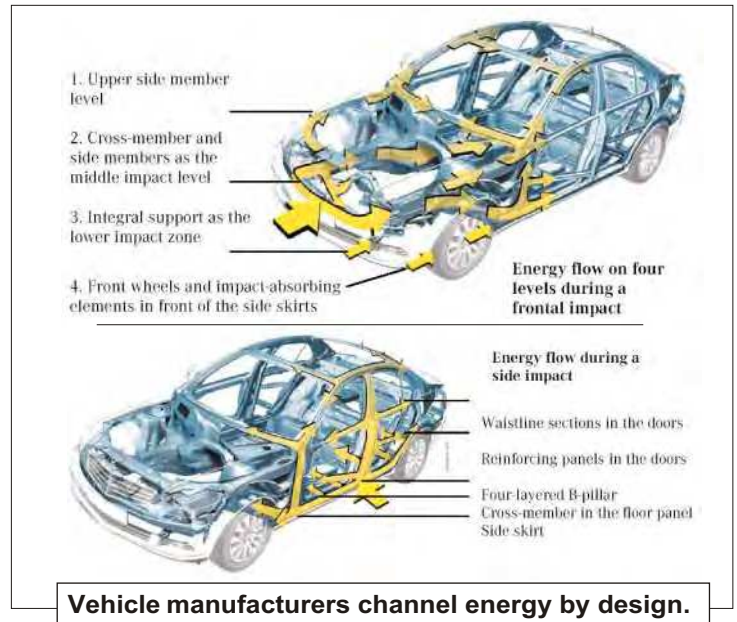 1. Upper side member
level
2. Cross-member and
side members as the
middle impact level
3. Integral support as the
lower Impact zone
4. Front wheels and impact-absorbing
elements in front of the side skirts
Energy flow on four
levels during a
frontal impact
Energy flow during a
side impact
Waistline sections in the doors
Reinforcing panels in the doors
Four-layered B-pillar
Cross-member in the floor panel
Side skirt
Vehicle manufacturers channel energy by design.